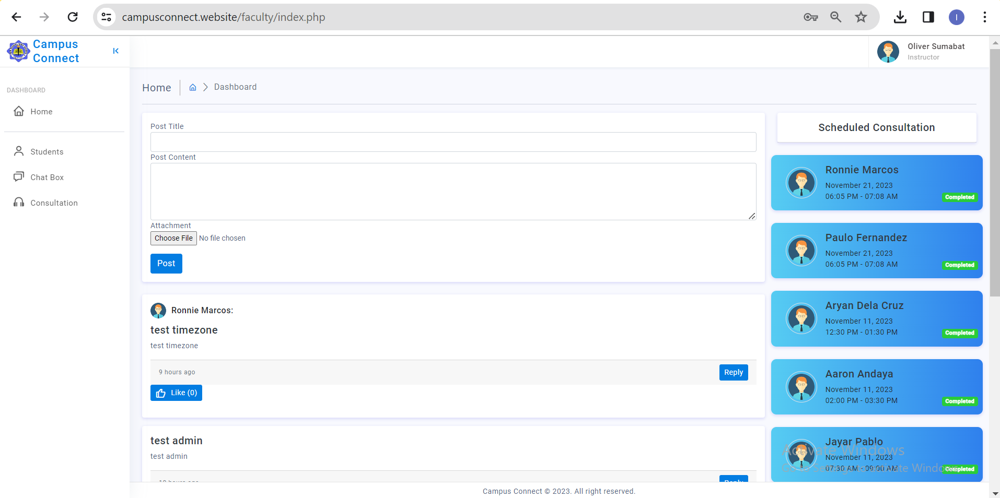 campusconnect.website/faculty/index.php
I
Campus
Connect
Oliver Sumabat
Instructor
DASHBOARD
Home
Students
Chat Box
Consultation
Home
Dashboard
Post Title
Post Content
Attachment
Choose File No file chosen
Post
Ronnie Marcos:
test timezone
test timezone
9 hours ago
Reply
Like (0)
test admin
test admin
Scheduled Consultation
Ronnie Marcos
November 21, 2023
06:05 PM - 07:08 AM
Completed
Paulo Fernandez
November 21, 2023
06:05 PM - 07:08 AM
Completed
Aryan Dela Cruz
November 11, 2023
12:30 PM - 01:30 PM
Completed
Aaron Andaya
November 11, 2023
02:00 PM - 03:30 PM
Completed
Jayar Pablo
November 11, 2023
07:30 AM - 09:00 AM
Completed
Activate Windows
Go to Settings to activate Windows.
Campus Connect © 2023. All right reserved.